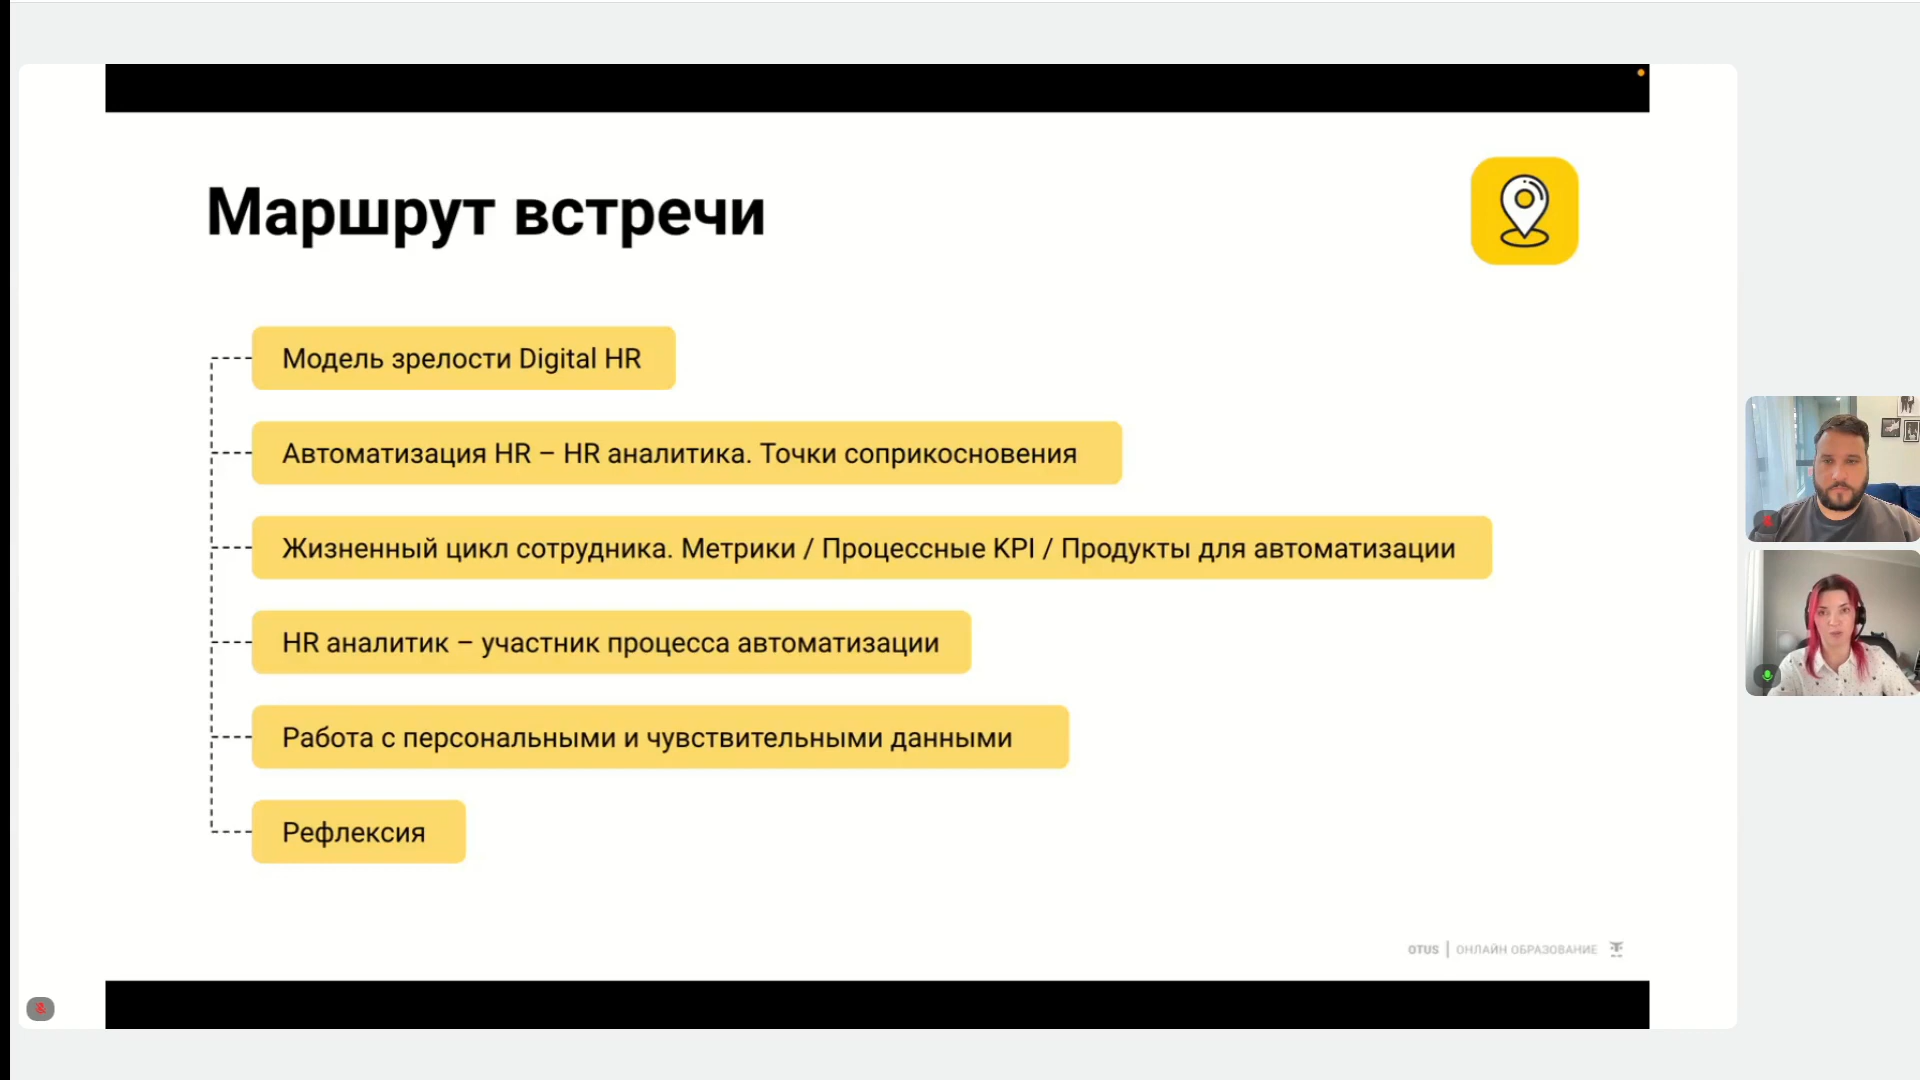 Маршрут встречи
Модель зрелости Digital HR
Автоматизация HR – HR аналитика. Точки соприкосновения
Жизненный цикл сотрудника. Метрики / Процессные KPI / Продукты для автоматизации
HR аналитик – участник процесса автоматизации
Работа с персональными и чувствительными данными
Рефлексия
OTUS | ОНЛАЙН ОБРАЗОВАНИЕ